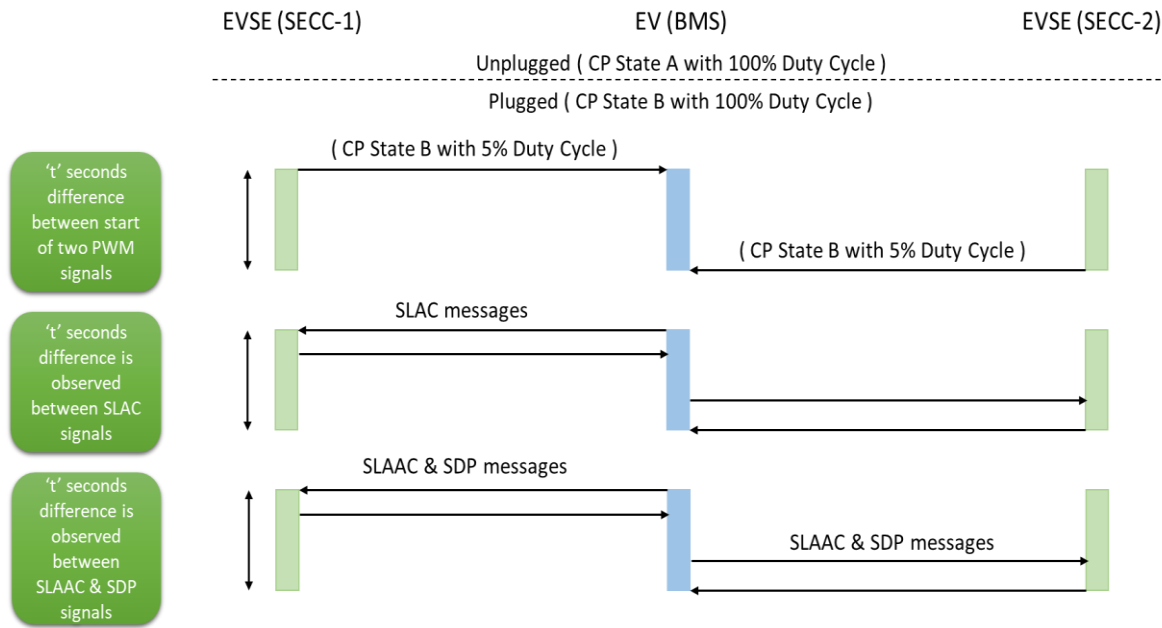 EVSE (SECC-1)
EV (BMS)
EVSE (SECC-2)
Unplugged ( CP State A with 100% Duty Cycle )
Plugged ( CP State B with 100% Duty Cycle )
‘t’ seconds
difference
between start
of two PWM
signals
( CP State B with 5% Duty Cycle )
( CP State B with 5% Duty Cycle )
‘t’ seconds
difference is
observed
between SLAC
signals
SLAC messages
‘t’ seconds
difference is
observed
between
SLAAC & SDP
signals
SLAAC & SDP messages
SLAAC & SDP messages